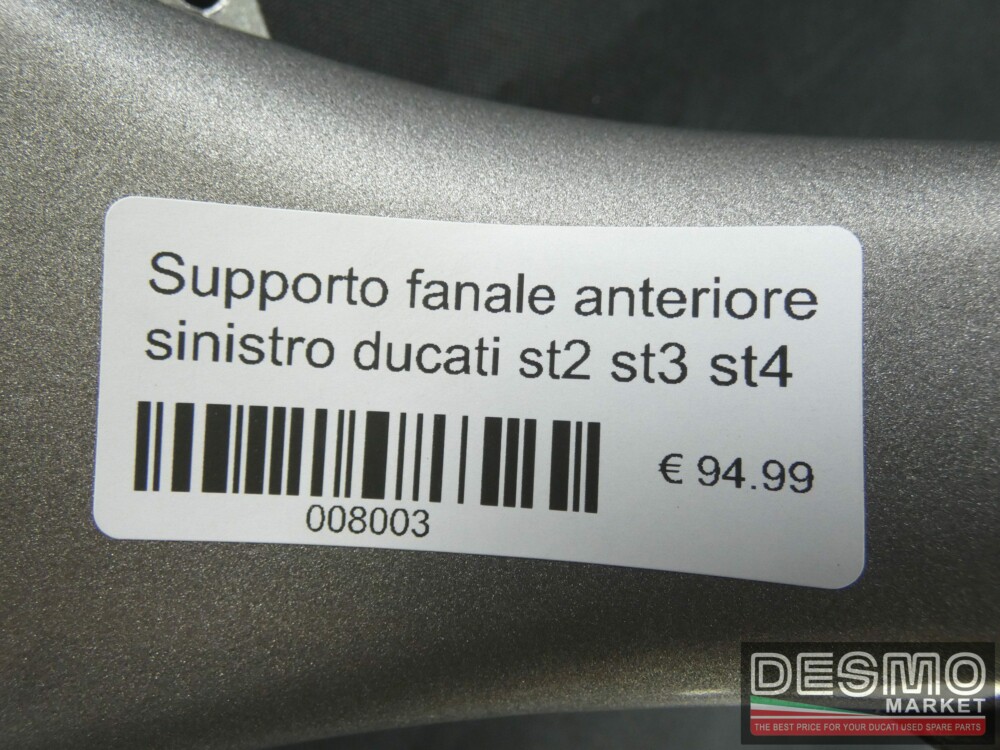 Supporto fanale anteriore
sinistro ducati st2 st3 st4
€ 94.99
008003
DESMO
MARKET
THE BEST PRICE FOR YOUR DUCATI USED SPARE PARTS